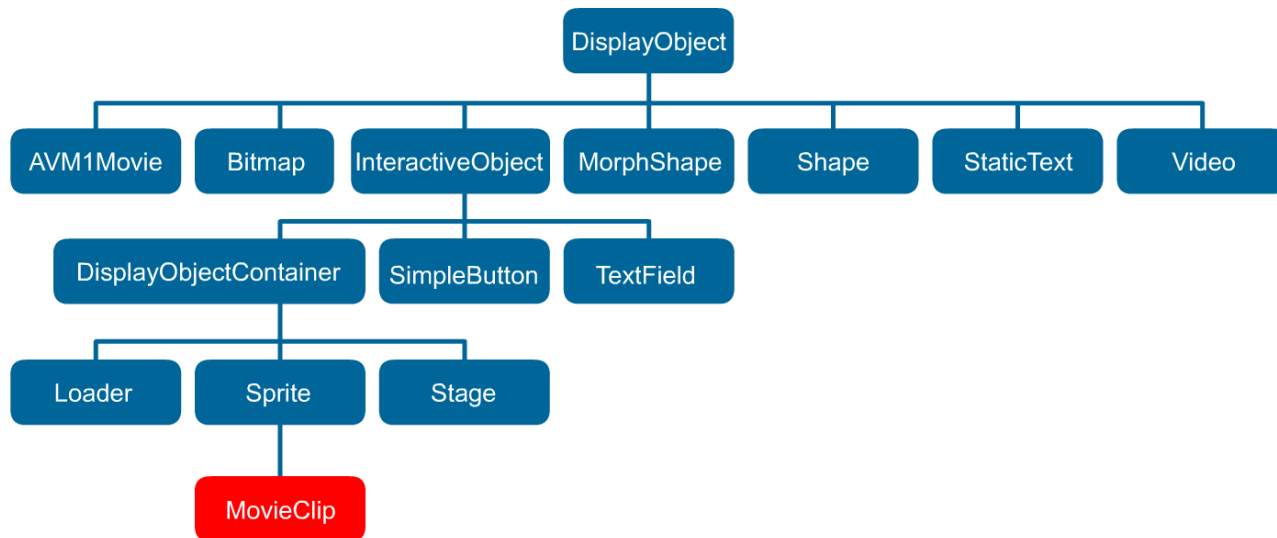 DisplayObject
AVM1Movie
Bitmap
InteractiveObject
MorphShape
Shape
StaticText
Video
DisplayObjectContainer
SimpleButton
TextField
Loader
Sprite
Stage
MovieClip